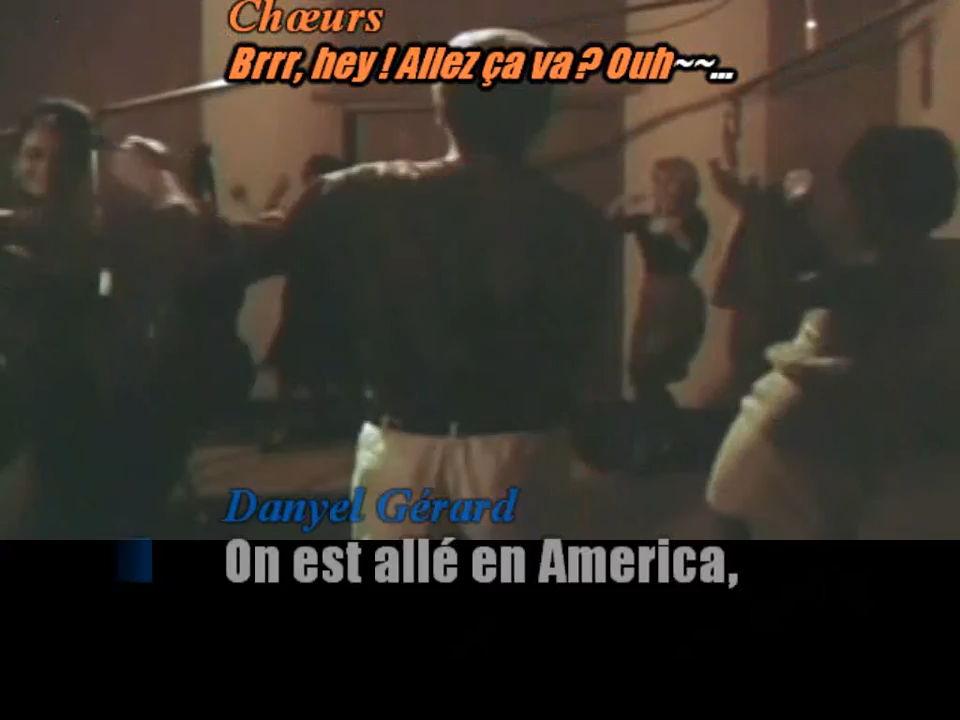 Chœurs
Brrr, hey ! Allez ça va ? Ouh~~...
Danyel Gérard
On est allé en America,